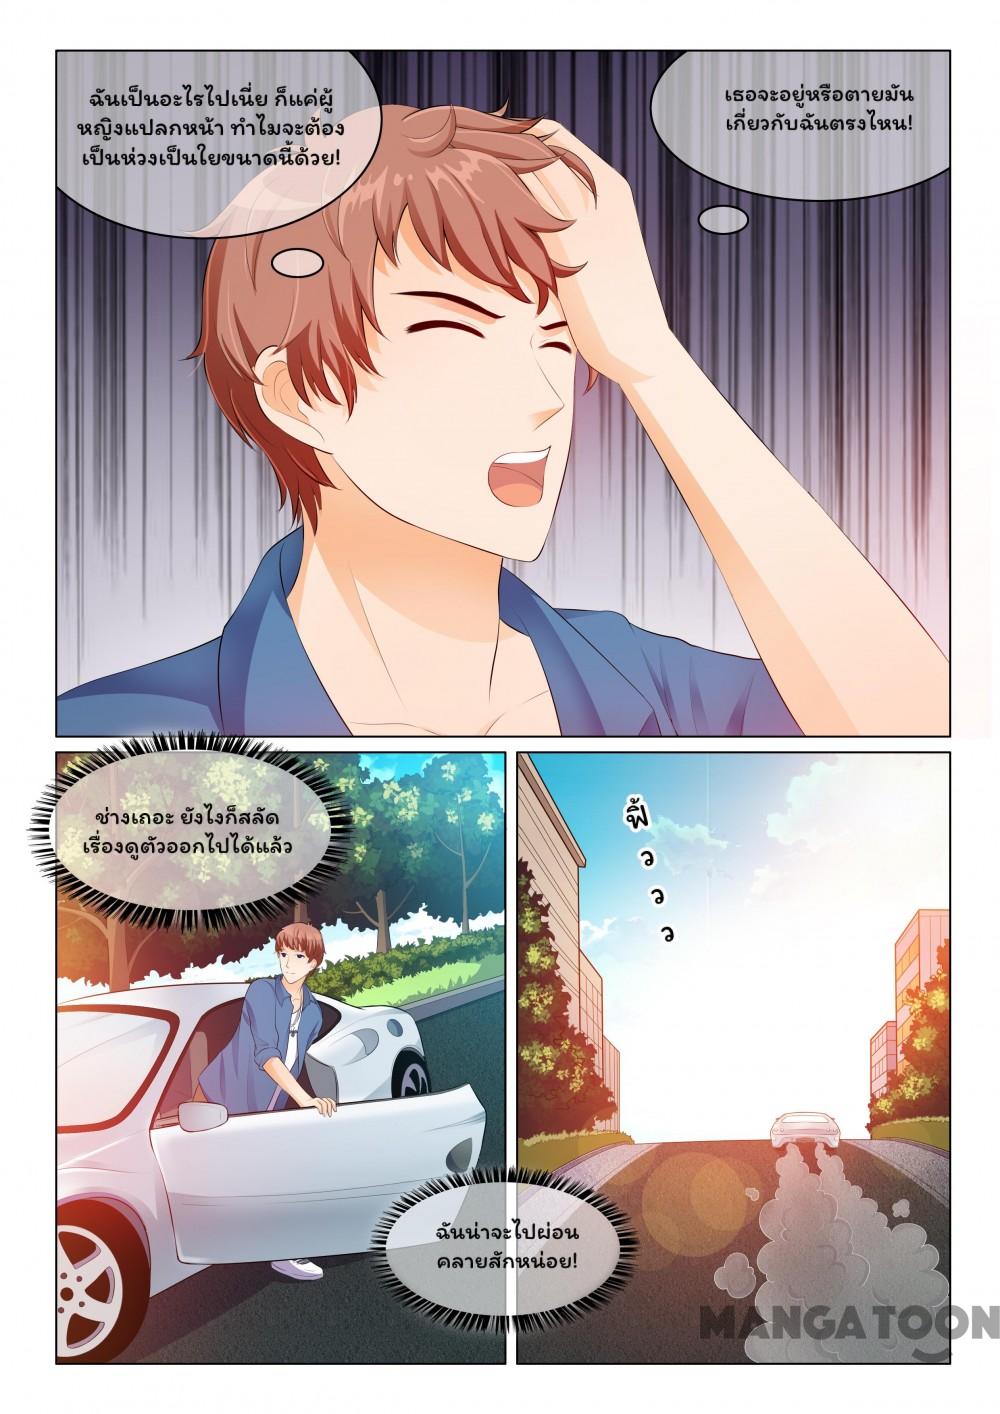 ฉันเป็นอะไรไปเนี่ย ก็แค่ผู้
หญิงแปลกหน้า ทำไมจะต้อง
เป็นห่วงเป็นใยขนาดนี้ด้วย!
เธอจะอยู่หรือตายมัน
เกี่ยวกับฉันตรงไหน!
ช่างเถอะ ยังไงก็สลัด
เรื่องดูตัวออกไปได้แล้ว
ฟิ้ววว
ฉันน่าจะไปผ่อน
คลายสักหน่อย!
MANGATOON